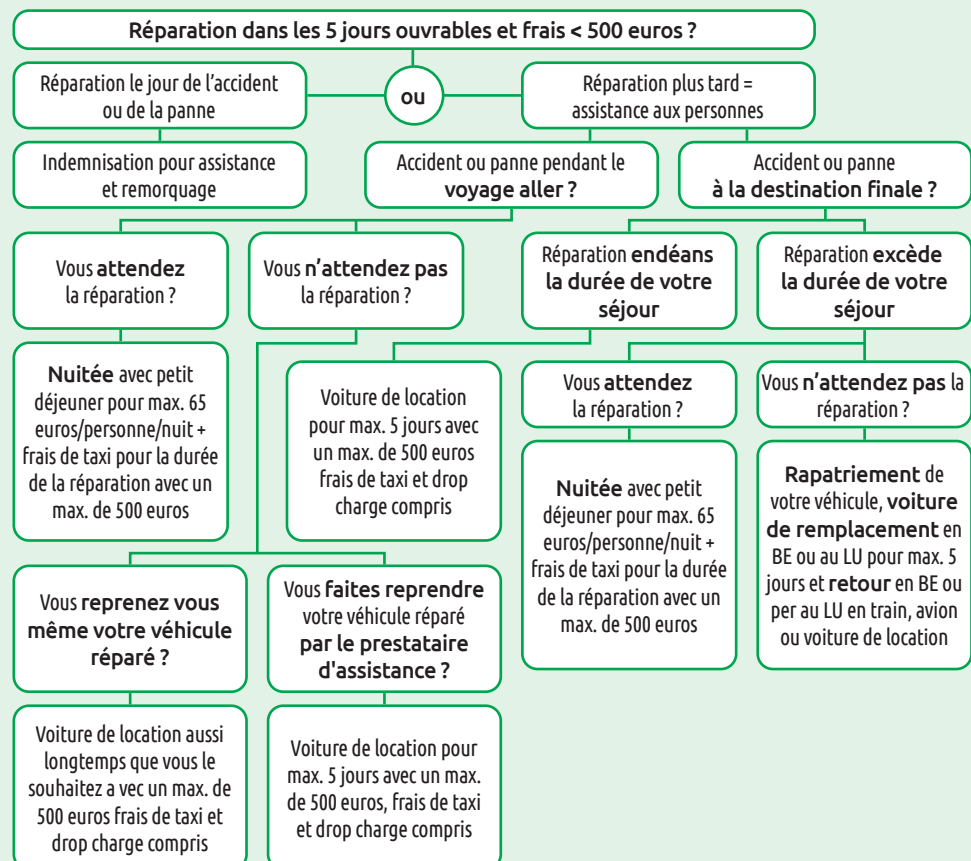 Réparation dans les 5 jours ouvrables et frais < 500 euros ?
Réparation le jour de l'accident
ou de la panne
ou
Réparation plus tard =
assistance aux personnes
Indemnisation pour assistance
et remorquage
Accident ou panne pendant le
voyage aller ?
Accident ou panne
à la destination finale ?
Vous attendez
la réparation ?
Vous n'attendez pas
la réparation ?
Réparation endéans
la durée de votre
séjour
Réparation excède
la durée de votre
séjour
Nuitée avec petit
déjeuner pour max. 65
euros/personne/nuit +
frais de taxi pour la durée
de la réparation avec un
max. de 500 euros
Voiture de location
pour max. 5 jours avec
un max. de 500 euros
frais de taxi et drop
charge compris
Vous attendez
la réparation ?
Vous n'attendez pas la
réparation ?
Nuitée avec petit
déjeuner pour max. 65
euros/personne/nuit +
frais de taxi pour la durée
de la réparation avec un
max. de 500 euros
Rapatriement de
votre véhicule, voiture
de remplacement en
BE ou au LU pour max. 5
jours et retour en BE ou
per au LU en train, avion
ou voiture de location
Vous reprenez vous
même votre véhicule
réparé ?
Vous faites reprendre
votre véhicule réparé
par le prestataire
d'assistance ?
Voiture de location aussi
longtemps que vous le
souhaitez a vec un max. de
500 euros frais de taxi et
drop charge compris
Voiture de location pour
max. 5 jours avec un max.
de 500 euros, frais de taxi
et drop charge compris